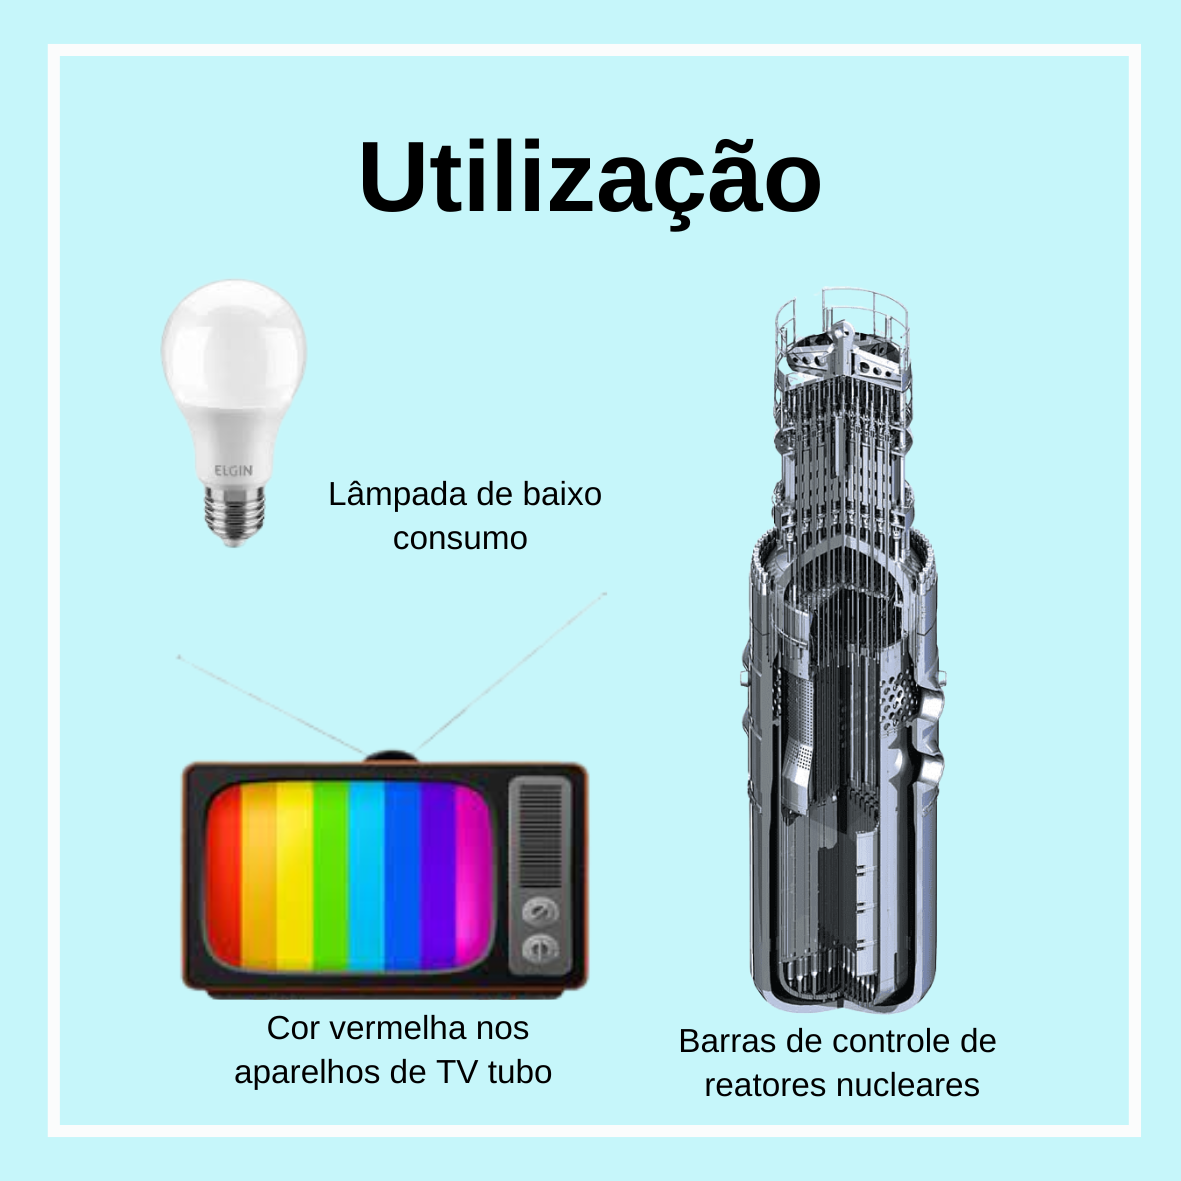 Utilização
ELGIN
Lâmpada de baixo
consumo
Cor vermelha nos
aparelhos de TV tubo
Barras de controle de
reatores nucleares